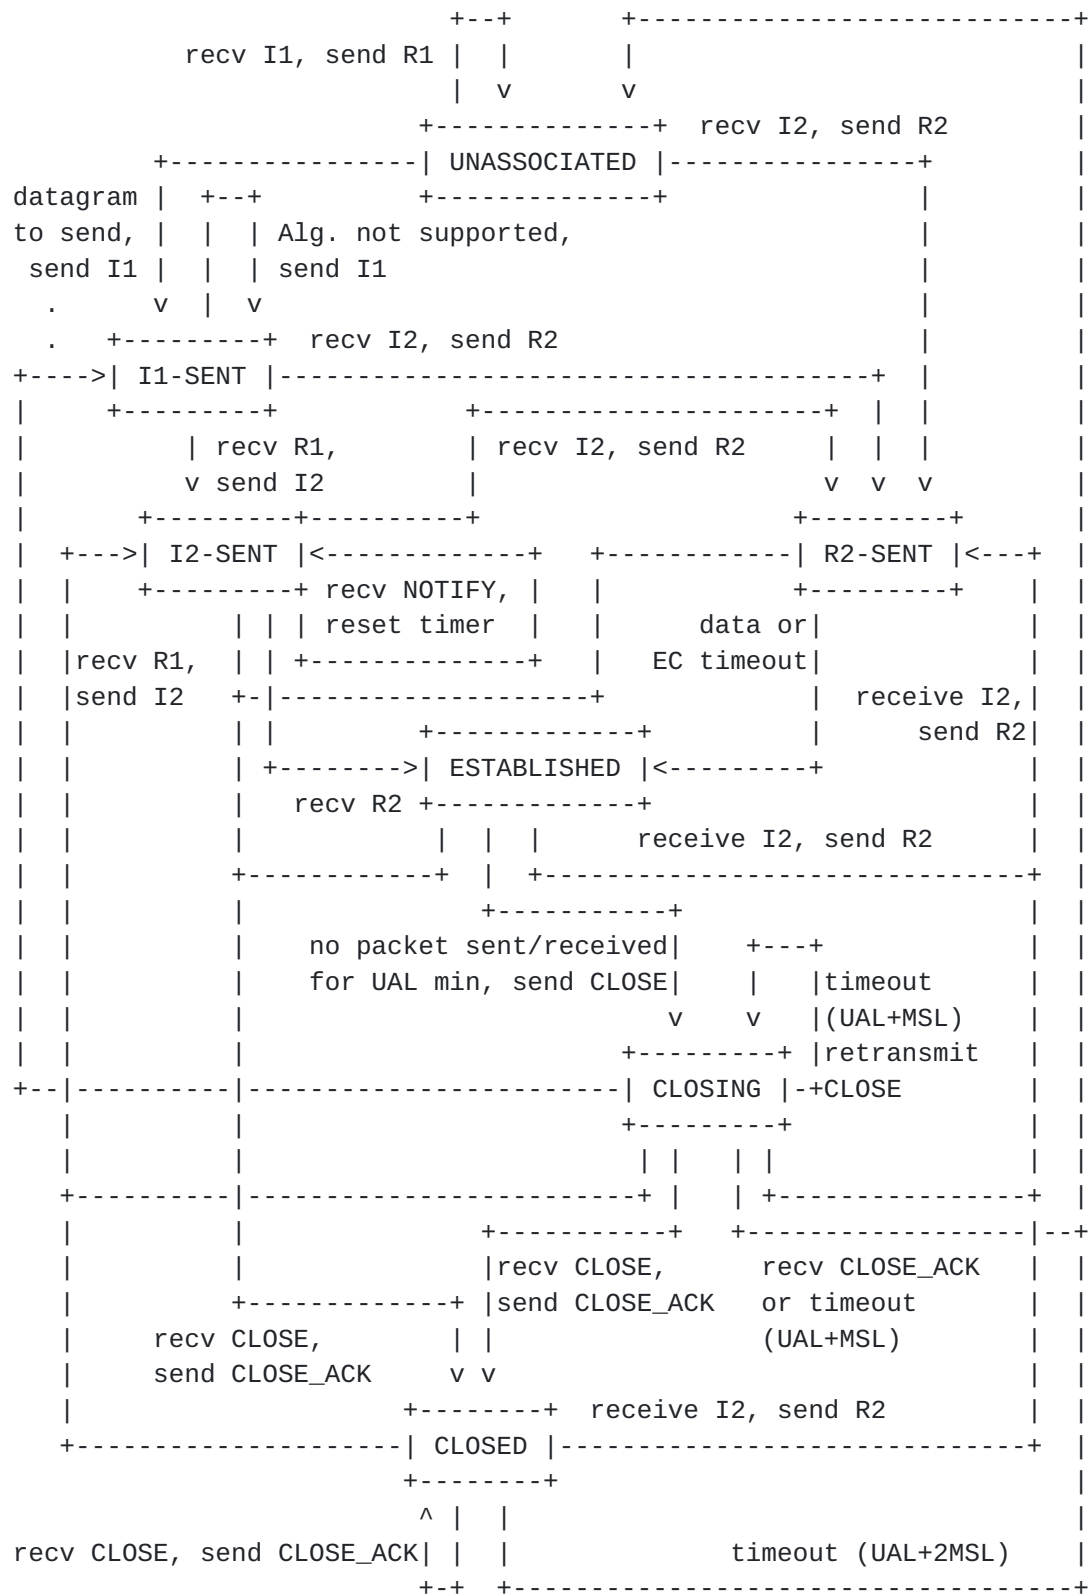 +--+       +----------------------------+
           recv I1, send R1 |  |       |                            |
                            |  v       v                            |
                          +--------------+  recv I2, send R2        |
         +----------------| UNASSOCIATED |----------------+         |
datagram |  +--+          +--------------+                |         |
to send, |  |  | Alg. not supported,                      |         |
 send I1 |  |  | send I1                                  |         |
  .      v  |  v                                          |         |
  .   +---------+  recv I2, send R2                       |         |
+---->| I1-SENT |--------------------------------------+  |         |
|     +---------+            +----------------------+  |  |         |
|          | recv R1,        | recv I2, send R2     |  |  |         |
|          v send I2         |                      v  v  v         |
|       +---------+----------+                    +---------+       |
|  +--->| I2-SENT |<-------------+   +------------| R2-SENT |<---+  |
|  |    +---------+ recv NOTIFY, |   |            +---------+    |  |
|  |          | | | reset timer  |   |      data or|             |  |
|  |recv R1,  | | +--------------+   |   EC timeout|             |  |
|  |send I2   +-|--------------------+             |  receive I2,|  |
|  |          | |         +-------------+          |      send R2|  |
|  |          | +-------->| ESTABLISHED |<---------+             |  |
|  |          |   recv R2 +-------------+                        |  |
|  |          |            |  |  |      receive I2, send R2      |  |
|  |          +------------+  |  +-------------------------------+  |
|  |          |               +-----------+                      |  |
|  |          |    no packet sent/received|    +---+             |  |
|  |          |    for UAL min, send CLOSE|    |   |timeout      |  |
|  |          |                           v    v   |(UAL+MSL)    |  |
|  |          |                        +---------+ |retransmit   |  |
+--|----------|------------------------| CLOSING |-+CLOSE        |  |
   |          |                        +---------+               |  |
   |          |                         | |   | |                |  |
   +----------|-------------------------+ |   | +----------------+  |
   |          |               +-----------+   +------------------|--+
   |          |               |recv CLOSE,      recv CLOSE_ACK   |  |
   |          +-------------+ |send CLOSE_ACK   or timeout       |  |
   |     recv CLOSE,        | |                 (UAL+MSL)        |  |
   |     send CLOSE_ACK     v v                                  |  |
   |                     +--------+  receive I2, send R2         |  |
   +---------------------| CLOSED |------------------------------+  |
                         +--------+                                 |
                          ^ |  |                                    |
recv CLOSE, send CLOSE_ACK| |  |              timeout (UAL+2MSL)    |
                          +-+  +------------------------------------+